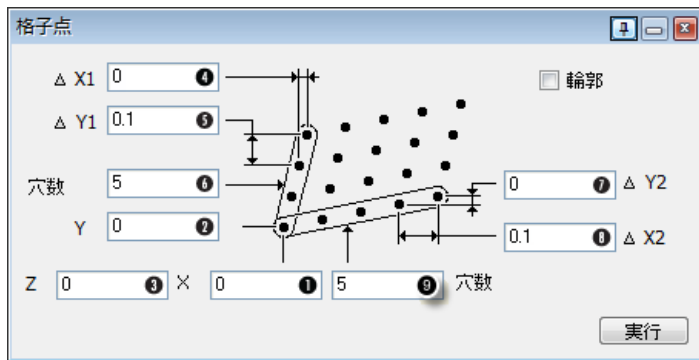 格子点
△ X1 0 ❹
△ Y1 0.1 ❺
輪郭
穴数 5 ❻
0 ❼ △ Y2
Y 0 ❷
0.1 ❽ △ X2
Z 0 ❸ X 0 ❶ 5 ❾ 穴数
実行